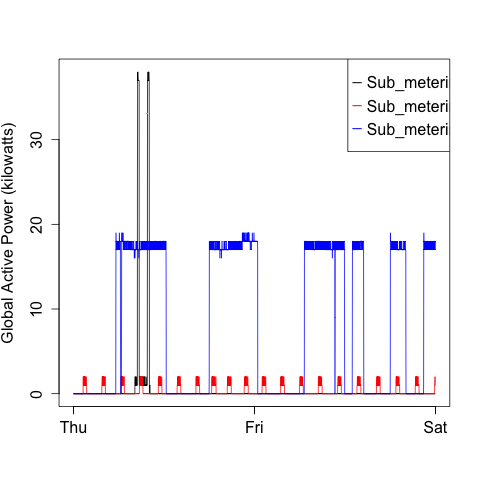 Global Active Power (kilowatts)
30
20
10
0
Thu
Fri
Sat
Sub_meteri
Sub_meteri
Sub_meteri